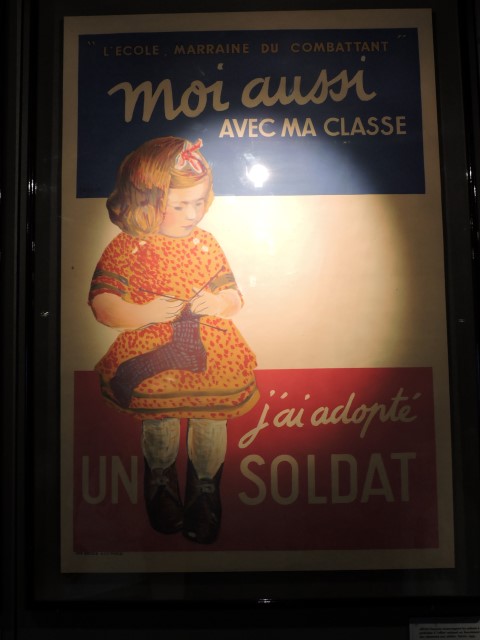 "L'ECOLE, MARRAINE DU COMBATTANT"
Moi aussi
AVEC MA CLASSE
j'ai adopté
UN SOLDAT